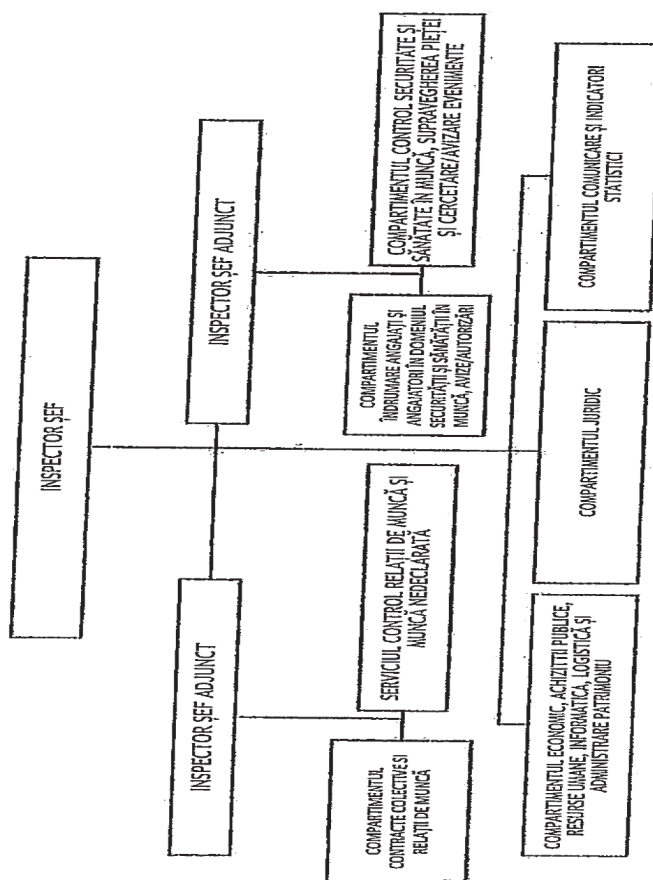 INSPECTOR ȘEF
INSPECTOR ȘEF ADJUNCT
INSPECTOR ȘEF ADJUNCT
COMPARTIMENTUL
CONTRACTE COLECTIVE SI
RELAȚII DE MUNCĂ
SERVICIUL CONTROL RELAȚII DE MUNCĂ ȘI
MUNCĂ NEDECLARATĂ
COMPARTIMENTUL
ÎNDRUMARE ANGAJAȚI ȘI
ANGAJATORI ÎN DOMENIUL
SECURITĂȚII ȘI SĂNĂTĂȚII ÎN
MUNCĂ, AVIZE/AUTORIZĂRI
COMPARTIMENTUL CONTROL SECURITATE ȘI
SĂNĂTATE ÎN MUNCĂ, SUPRAVEGHEREA PIEȚEI
ȘI CERCETARE/AVIZARE EVENIMENTE
COMPARTIMENTUL ECONOMIC, ACHIZITTII PUBLICE,
RESURSE UMANE, INFORMATICA, LOGISTICĂ ȘI
ADMINISTRARE PATRIMONIU
COMPARTIMENTUL JURIDIC
COMPARTIMENTUL COMUNICARE ȘI INDICATORI
STATISTICI